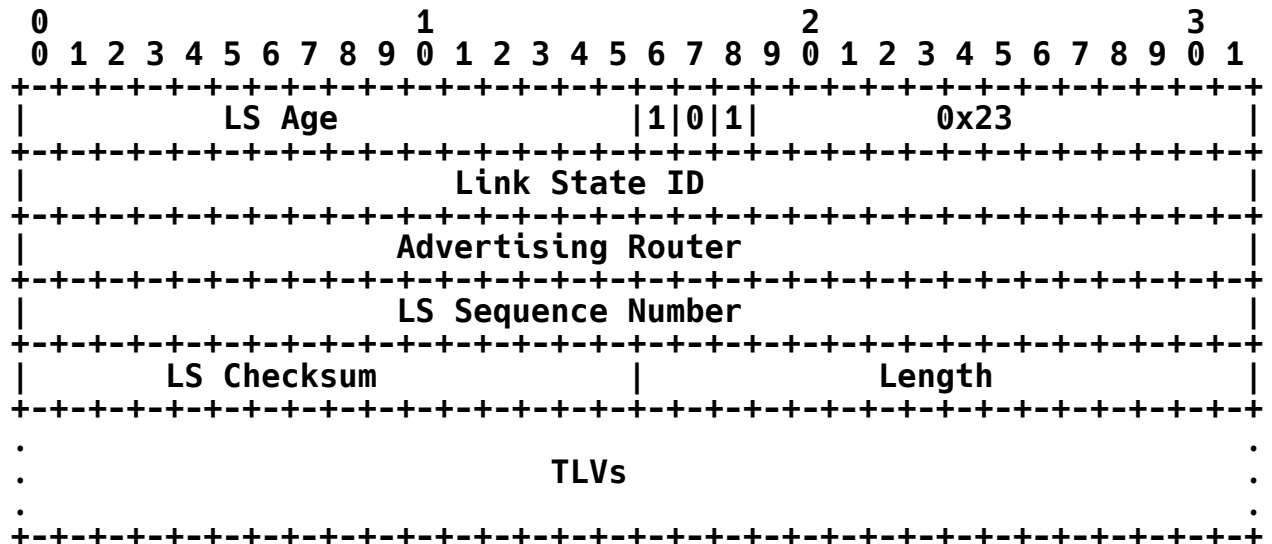 0                   1                   2                   3
 0 1 2 3 4 5 6 7 8 9 0 1 2 3 4 5 6 7 8 9 0 1 2 3 4 5 6 7 8 9 0 1
+-+-+-+-+-+-+-+-+-+-+-+-+-+-+-+-+-+-+-+-+-+-+-+-+-+-+-+-+-+-+-+-+
|          LS Age               |1|0|1|         0x23            |
+-+-+-+-+-+-+-+-+-+-+-+-+-+-+-+-+-+-+-+-+-+-+-+-+-+-+-+-+-+-+-+-+
|                      Link State ID                            |
+-+-+-+-+-+-+-+-+-+-+-+-+-+-+-+-+-+-+-+-+-+-+-+-+-+-+-+-+-+-+-+-+
|                   Advertising Router                          |
+-+-+-+-+-+-+-+-+-+-+-+-+-+-+-+-+-+-+-+-+-+-+-+-+-+-+-+-+-+-+-+-+
|                   LS Sequence Number                          |
+-+-+-+-+-+-+-+-+-+-+-+-+-+-+-+-+-+-+-+-+-+-+-+-+-+-+-+-+-+-+-+-+
|       LS Checksum             |            Length             |
+-+-+-+-+-+-+-+-+-+-+-+-+-+-+-+-+-+-+-+-+-+-+-+-+-+-+-+-+-+-+-+-+
.                                                               .
.                           TLVs                                .
.                                                               .
+-+-+-+-+-+-+-+-+-+-+-+-+-+-+-+-+-+-+-+-+-+-+-+-+-+-+-+-+-+-+-+-+